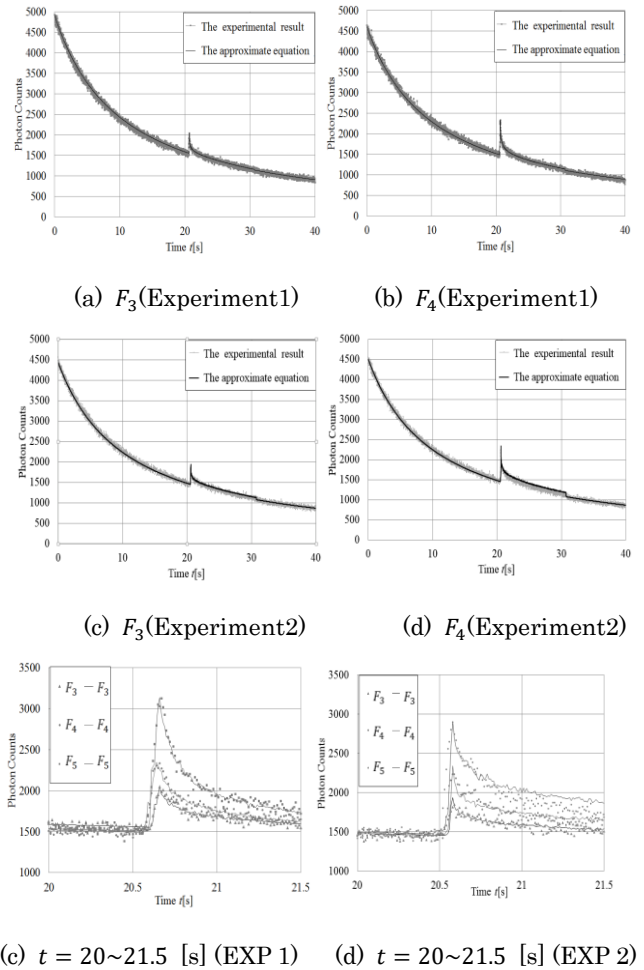 5000
4500
4000
3500
3000
2500
2000
1500
1000
500
0
Photon Counts
The experimental result
The approximate equation
0 10 20 30 40
Time t[s]
5000
4500
4000
3500
3000
2500
2000
1500
1000
500
0
Photon Counts
The experimental result
The approximate equation
0 10 20 30 40
Time t[s]
(a) F₃(Experiment1)
(b) F₄(Experiment1)
5000
4500
4000
3500
3000
2500
2000
1500
1000
500
0
Photon Counts
The experimental result
The approximate equation
0 10 20 30 40
Time t[s]
5000
4500
4000
3500
3000
2500
2000
1500
1000
500
0
Photon Counts
The experimental result
The approximate equation
0 10 20 30 40
Time t[s]
(c) F₃(Experiment2)
(d) F₄(Experiment2)
3500
3000
2500
2000
1500
1000
Photon Counts
F₃ — F₃
F₄ — F₄
F₅ — F₅
20 20.5 21 21.5
Time t[s]
3500
3000
2500
2000
1500
1000
Photon Counts
F₃ — F₃
F₄ — F₄
F₅ — F₅
20 20.5 21 21.5
Time t[s]
(c) t = 20~21.5 [s] (EXP 1)
(d) t = 20~21.5 [s] (EXP 2)